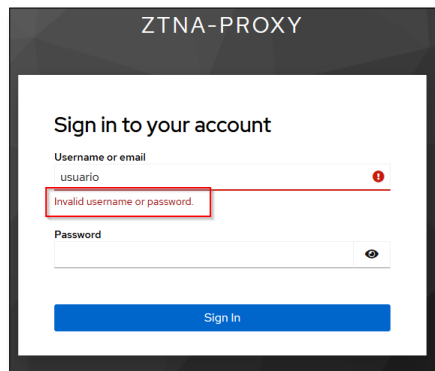 ZTNA-PROXY
Sign in to your account
Username or email
usuario
Invalid username or password.
Password
Sign In